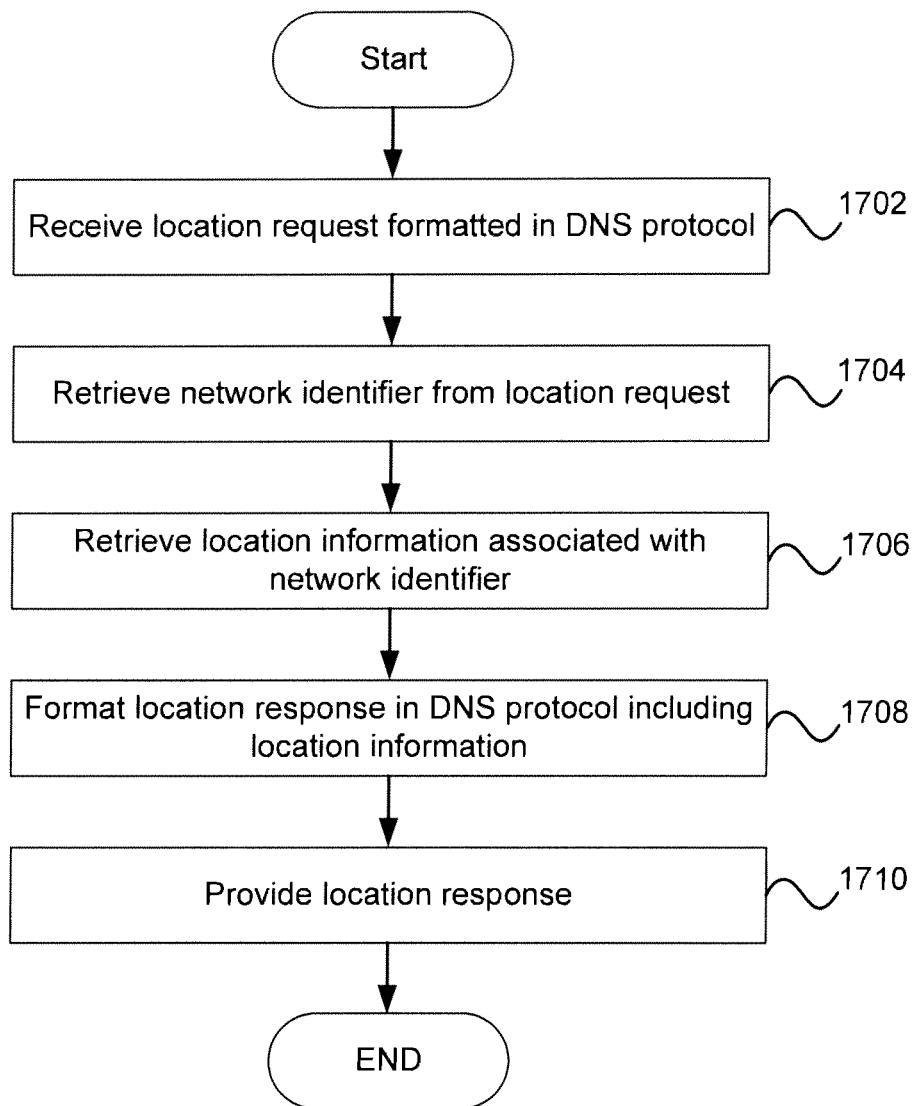 Start
Receive location request formatted in DNS protocol
1702
Retrieve network identifier from location request
1704
Retrieve location information associated with
network identifier
1706
Format location response in DNS protocol including
location information
1708
Provide location response
1710
END